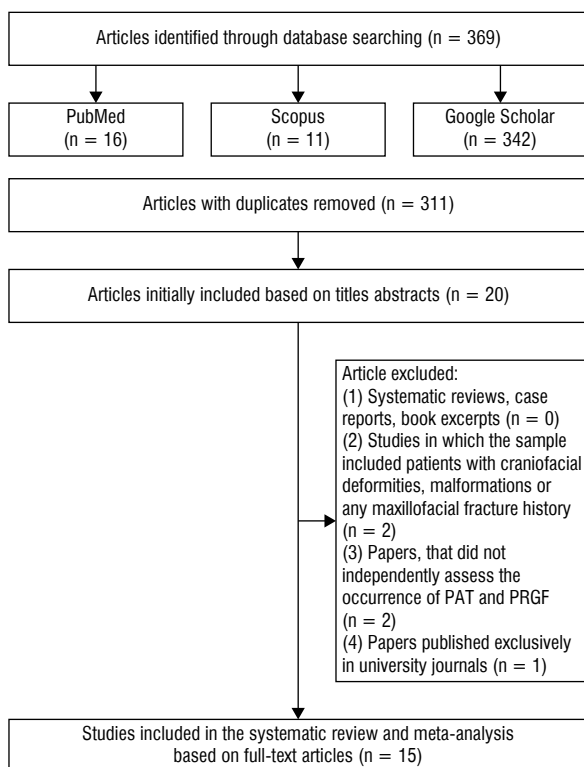 Articles identified through database searching (n = 369)
PubMed
(n = 16)
Scopus
(n = 11)
Google Scholar
(n = 342)
Articles with duplicates removed (n = 311)
Articles initially included based on titles abstracts (n = 20)
Article excluded:
(1) Systematic reviews, case
reports, book excerpts (n = 0)
(2) Studies in which the sample
included patients with craniofacial
deformities, malformations or
any maxillofacial fracture history
(n = 2)
(3) Papers, that did not
independently assess the
occurrence of PAT and PRGF
(n = 2)
(4) Papers published exclusively
in university journals (n = 1)
Studies included in the systematic review and meta-analysis
based on full-text articles (n = 15)